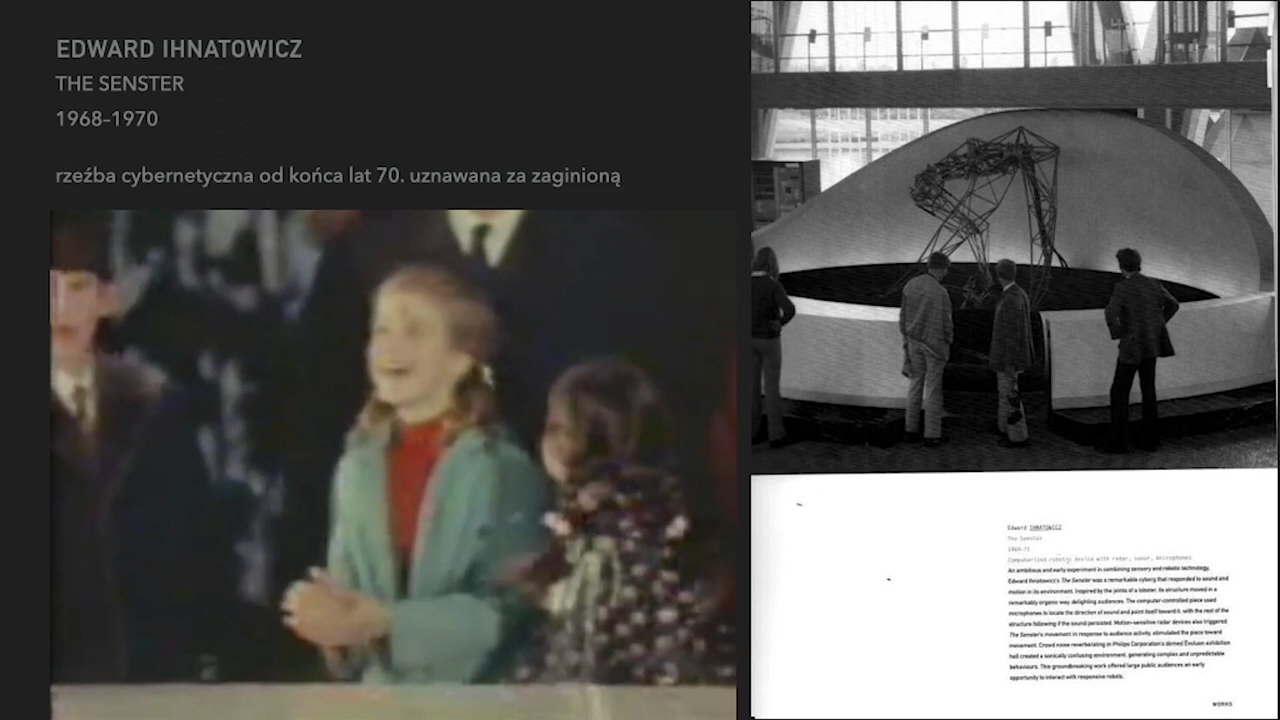 EDWARD IHNATOWICZ
THE SENSTER
1968–1970
rzeźba cybernetyczna od końca lat 70. uznawana za zaginioną
Edward IHNATOWICZ
The Senster
Computerized robotic device with radar, sonar, microphones
An ambitious and early experiment in combining sensory and robotic technology,
Edward Ihnatowicz's The Senster was a remarkable cyborg that responded to sound and
motion in its environment. Inspired by the joints of a lobster, its structure moved in a
remarkably organic way, delighting audiences. The computer-controlled piece used
microphones to locate the direction of sound and point itself toward it, with the rest of the
structure following if the sound persisted. Motion-sensitive radar devices also triggered
The Senster's movement in response to audience activity, stimulated the piece toward
movement. Crowd noise reverberating in Philips Corporation's domed Evoluon exhibition
hall created a sonically confusing environment, generating complex and unpredictable
behaviours. This groundbreaking work offered large public audiences an early
opportunity to interact with responsive robots.
WORKS